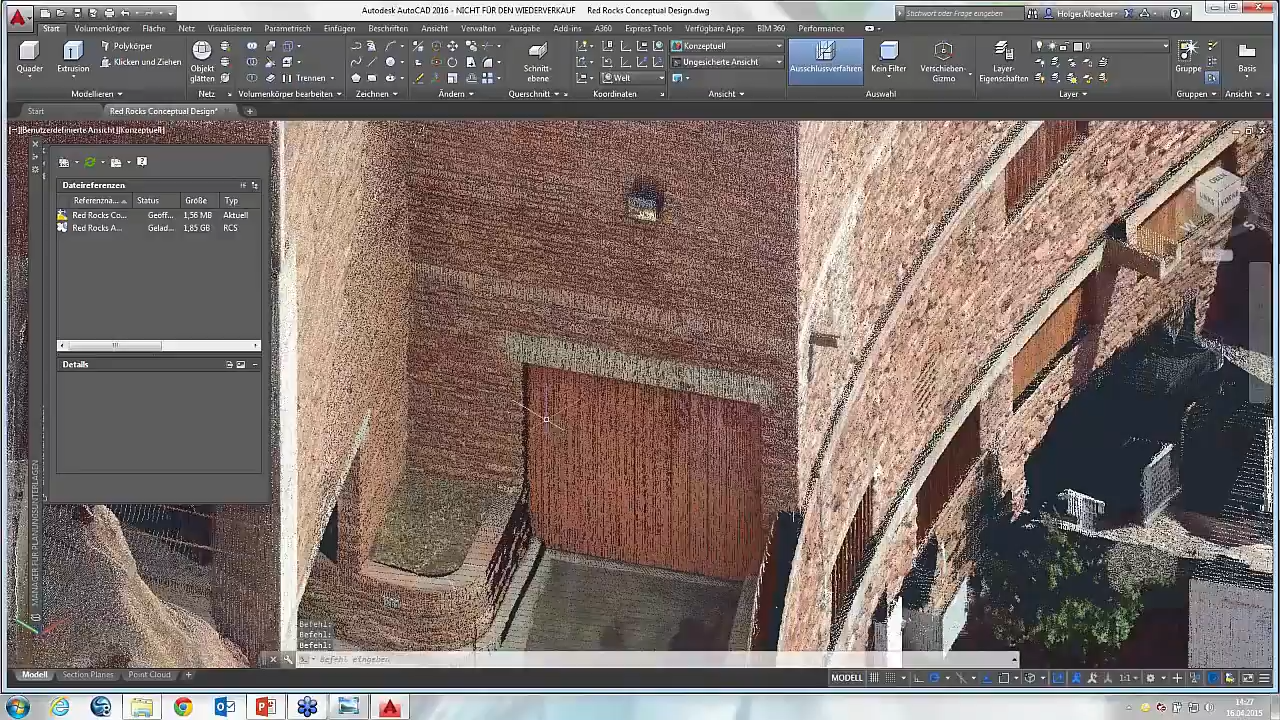 Autodesk AutoCAD 2016 - NICHT FÜR DEN WIEDERVERKAUF Red Rocks Conceptual Design.dwg
Stichwort oder Frage eingeben
Holger.Kloecker
Start Volumenkörper Fläche Netz Visualisieren Parametrisch Einfügen Beschriften Ansicht Verwalten Ausgabe Add-ins A360 Express Tools Verfügbare Apps BIM 360 Performance
Quader
Extrusion
Polykörper
Klicken und Ziehen
Modellieren
Objekt glätten
Netz
Trennen
Volumenkörper bearbeiten
Zeichnen
Ändern
Schnitt-ebene
Querschnitt
Welt
Koordinaten
Konzeptuell
Ungesicherte Ansicht
Ansicht
Ausschlussverfahren
Kein Filter
Verschieben-Gizmo
Auswahl
Layer-Eigenschaften
0
Layer
Gruppe
Gruppen
Basis
Ansicht
Start
Red Rocks Conceptual Design*
[−][Benutzerdefinierte Ansicht][Konzeptuell]
Dateireferenzen
Referenzna... Status Größe Typ
Red Rocks Co... Geöff... 1,56 MB Aktuell
Red Rocks A... Gelad... 1,85 GB RCS
Details
MANAGER FÜR PLANUNGSUNTERLAGEN
Befehl:
Befehl:
Befehl:
Befehl eingeben
Modell Section Planes Point Cloud
MODELL
1:1
14:27
16.04.2015